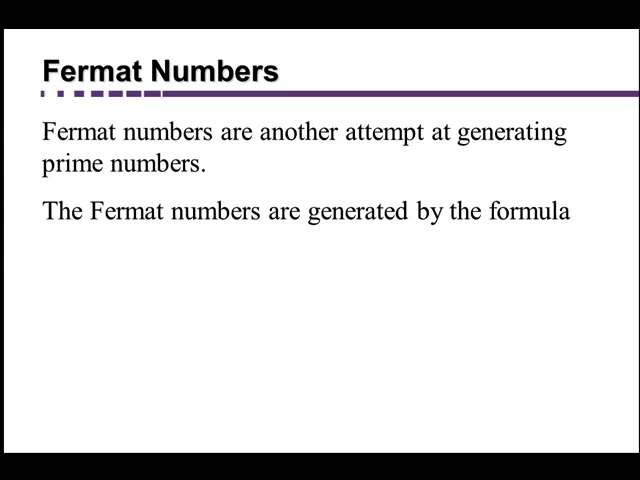 Fermat Numbers
Fermat numbers are another attempt at generating
prime numbers.
The Fermat numbers are generated by the formula